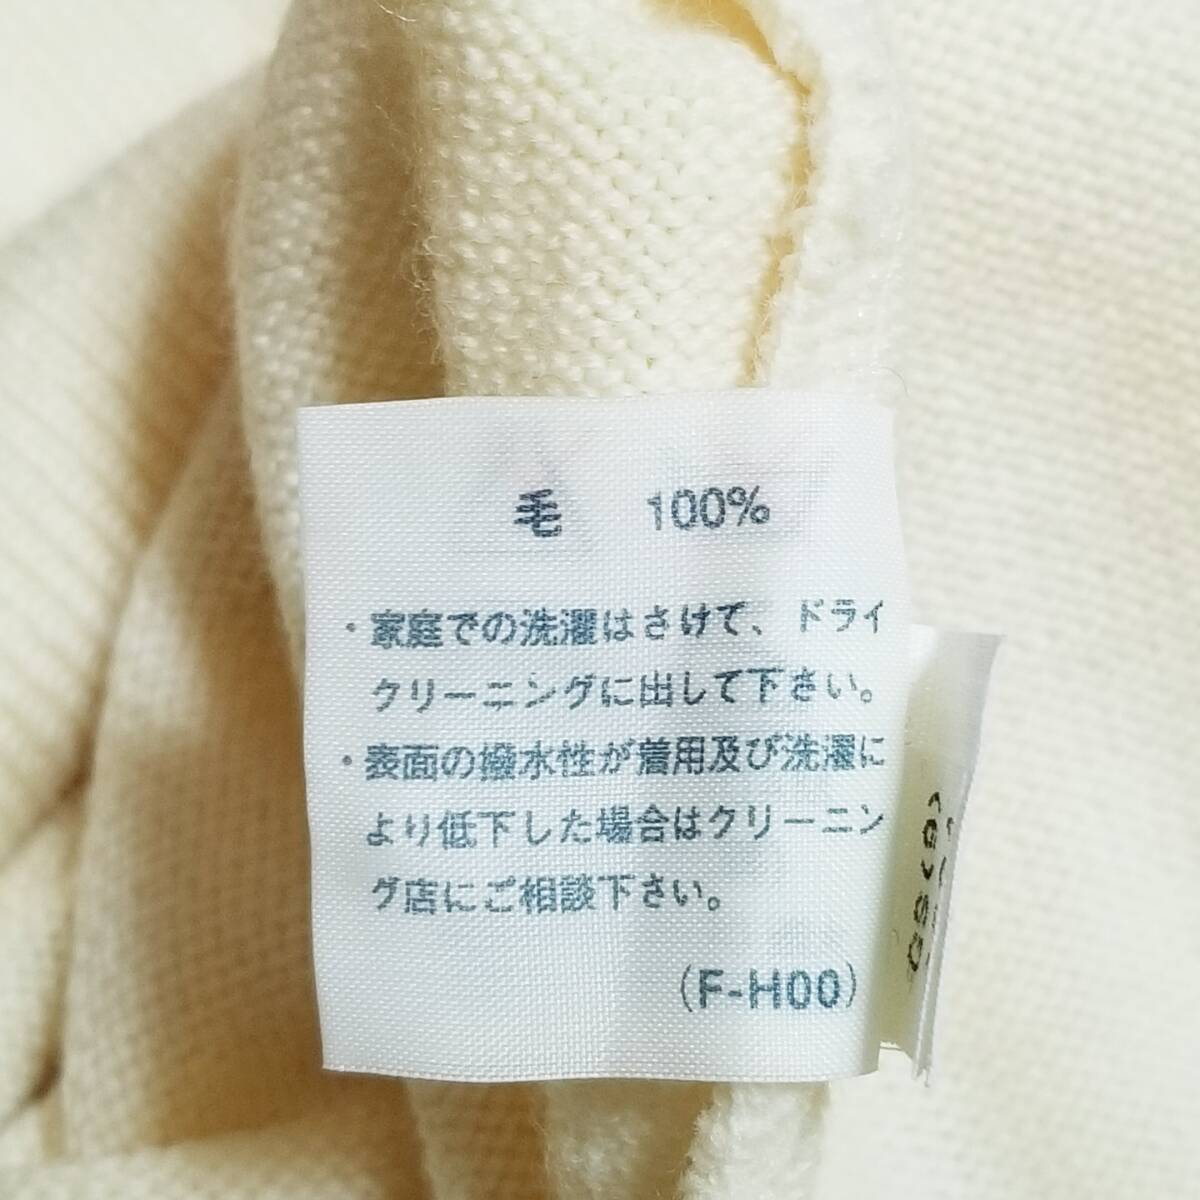 毛 100%
・家庭での洗濯はさけて、ドライ
クリーニングに出して下さい。
・表面の撥水性が着用及び洗濯に
より低下した場合はクリーニン
グ店にご相談下さい。
(F-H00)